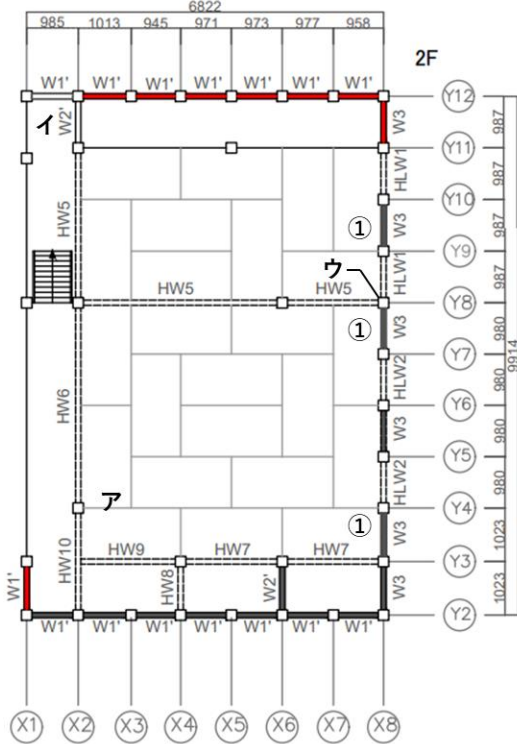 6822
985 1013 945 971 973 977 958
2F
W1' W1' W1' W1' W1' W1' W1'
Y12
イ
W2'
W3
987
Y11
HLW1
987
Y10
HW5
①
W3
987
Y9
ウ
HLW1
987
HW5 HW5
Y8
①
W3
980
Y7
9914
HW6
HLW2
980
Y6
W3
980
Y5
HLW2
980
ア
Y4
①
W3
1023
HW9 HW7 HW7
Y3
W1'
HW10
HW8
W2'
W3
1023
Y2
W1' W1' W1' W1' W1' W1' W1'
X1 X2 X3 X4 X5 X6 X7 X8